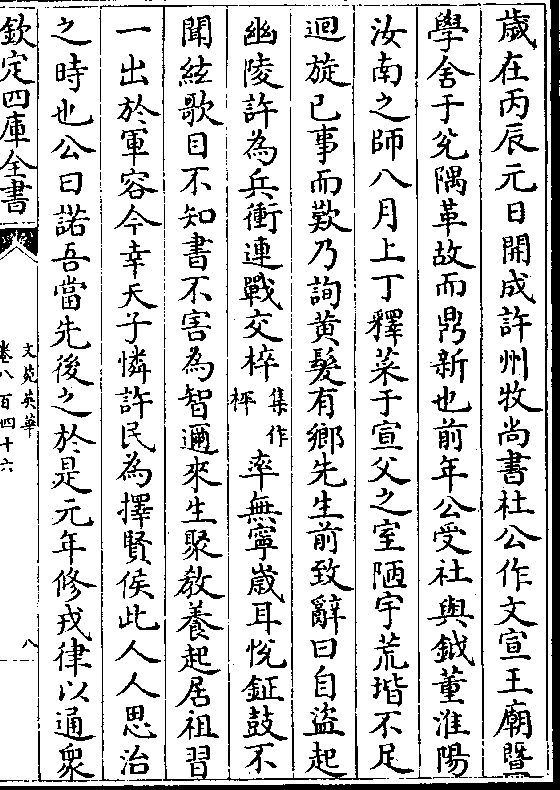 歲在丙辰元日開成許州牧尚書社公作文宣王廟暨
學舍于兊隅革故而鼎新也前年公受社與鉞董淮陽
汝南之師八月上丁釋菜于宣父之室陋宇荒堦不足
迴旋已事而歎乃詢黄髮有鄉先生前致辭曰自盜起
幽陵許為兵衝連戰交椊集作枰率無寧嵗耳悅鉦鼓不
聞絃歌目不知書不害為智邇來生聚教養起居祖習
一出於軍容今幸天子憐許民為擇賢侯此人人思治
之時也公曰諾吾當先後之於是元年修戎律以通衆
欽定四庫全書
文苑英華
卷八百四十六
八